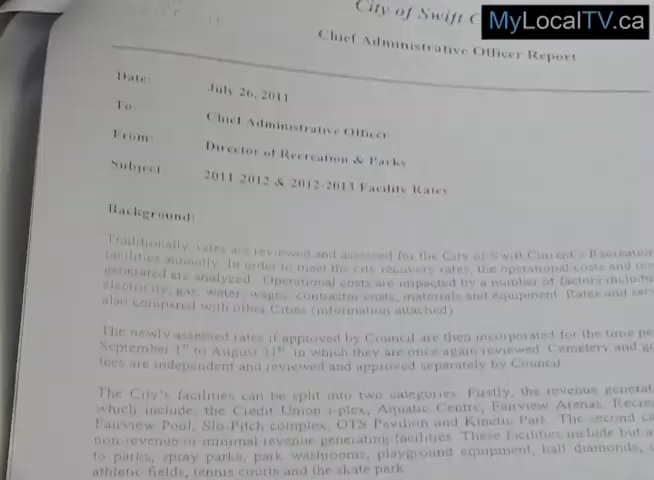 City of Swift C
MyLocalTV.ca
Chief Administrative Officer Report
Date:
July 26, 2011
To:
Chief Administrative Officer
From:
Director of Recreation & Parks
Subject
2011-2012 & 2012-2013 Facility Rates
Background:
Traditionally, rates are reviewed and assessed for the City of Swift Current's Recreation
facilities annually. In order to meet the city recovery rates, the operational costs and
generated are analyzed. Operational costs are impacted by a number of factors includ
electricity, gas, water, wages, contractor costs, materials and equipment. Rates and
also compared with other Cities (information attached)
The newly assessed rates if approved by Council are then incorporated for the time pe
September 1st to August 31st in which they are once again reviewed. Cemetery and
fees are independent and reviewed and approved separately by Council
The City's facilities can be split into two categories. Firstly, the revenue generat
which include, the Credit Union i-plex, Aquatic Centre, Fairview Arenas, Recre
Fairview Pool, Slo-Pitch complex, OTS Pavilion and Kinetic Park. The second ca
non-revenue or minimal revenue generating facilities. These facilities include but a
to parks, spray parks, park washrooms, playground equipment, ball diamonds,
athletic fields, tennis courts and the skate park